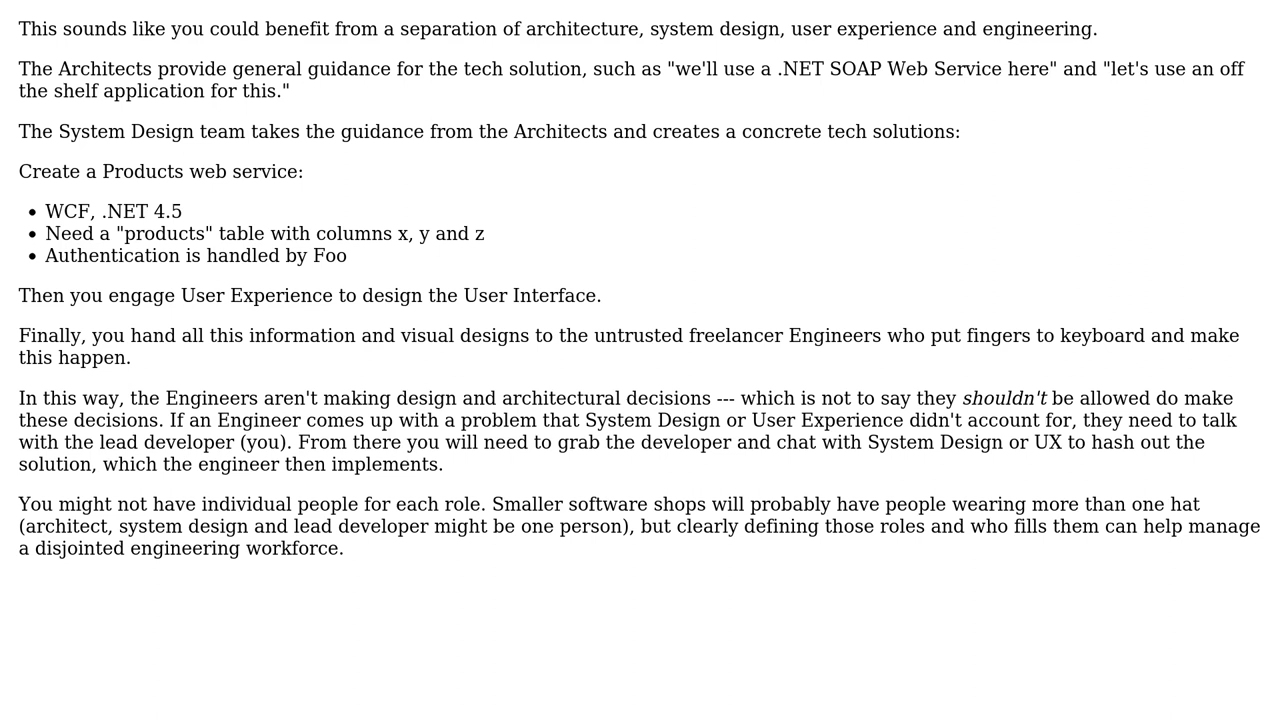 This sounds like you could benefit from a separation of architecture, system design, user experience and engineering.
The Architects provide general guidance for the tech solution, such as "we'll use a .NET SOAP Web Service here" and "let's use an off
the shelf application for this."
The System Design team takes the guidance from the Architects and creates a concrete tech solutions:
Create a Products web service:
• WCF, .NET 4.5
• Need a "products" table with columns x, y and z
• Authentication is handled by Foo
Then you engage User Experience to design the User Interface.
Finally, you hand all this information and visual designs to the untrusted freelancer Engineers who put fingers to keyboard and make
this happen.
In this way, the Engineers aren't making design and architectural decisions --- which is not to say they shouldn't be allowed do make
these decisions. If an Engineer comes up with a problem that System Design or User Experience didn't account for, they need to talk
with the lead developer (you). From there you will need to grab the developer and chat with System Design or UX to hash out the
solution, which the engineer then implements.
You might not have individual people for each role. Smaller software shops will probably have people wearing more than one hat
(architect, system design and lead developer might be one person), but clearly defining those roles and who fills them can help manage
a disjointed engineering workforce.